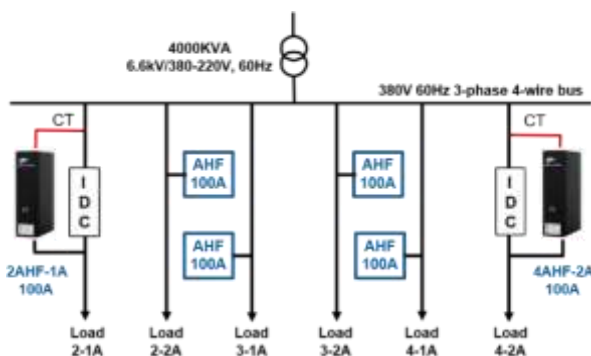 4000KVA
6.6kV/380-220V, 60Hz
380V 60Hz 3-phase 4-wire bus
CT
CT
AHF
100A
AHF
100A
I
D
C
I
D
C
AHF
100A
AHF
100A
2AHF-1A
100A
4AHF-2A
100A
Load
2-1A
Load
2-2A
Load
3-1A
Load
3-2A
Load
4-1A
Load
4-2A